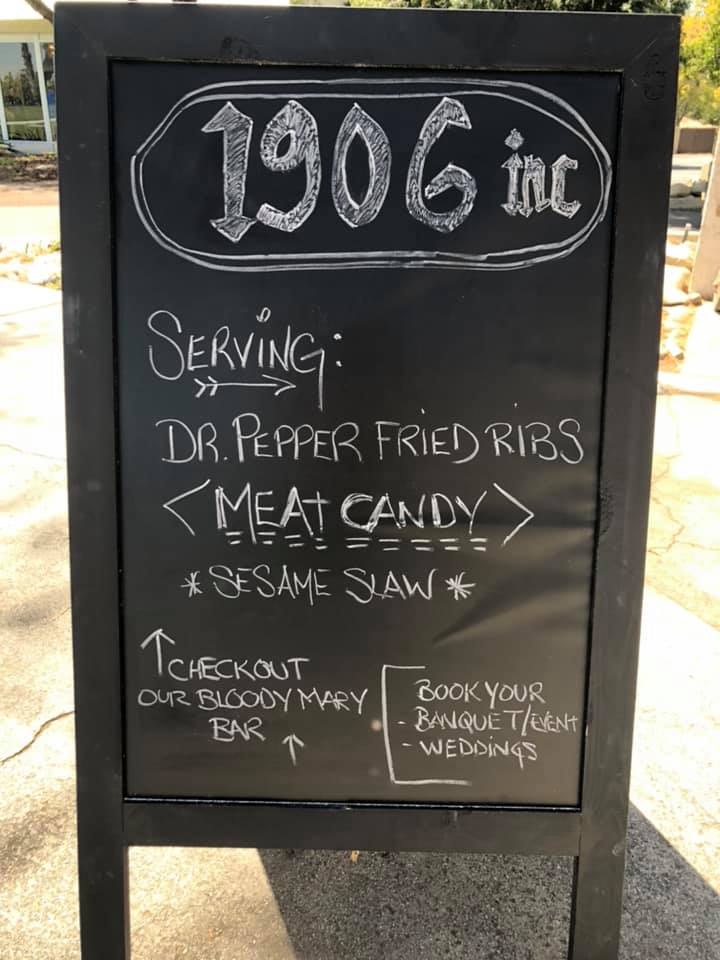 1906 inc
SERVING:
DR. PEPPER FRIED RIBS
<MEAT CANDY>
*SESAME SLAW*
CHECKOUT
OUR BLOODY MARY
BAR
BOOK YOUR
- BANQUET/EVENT
- WEDDINGS